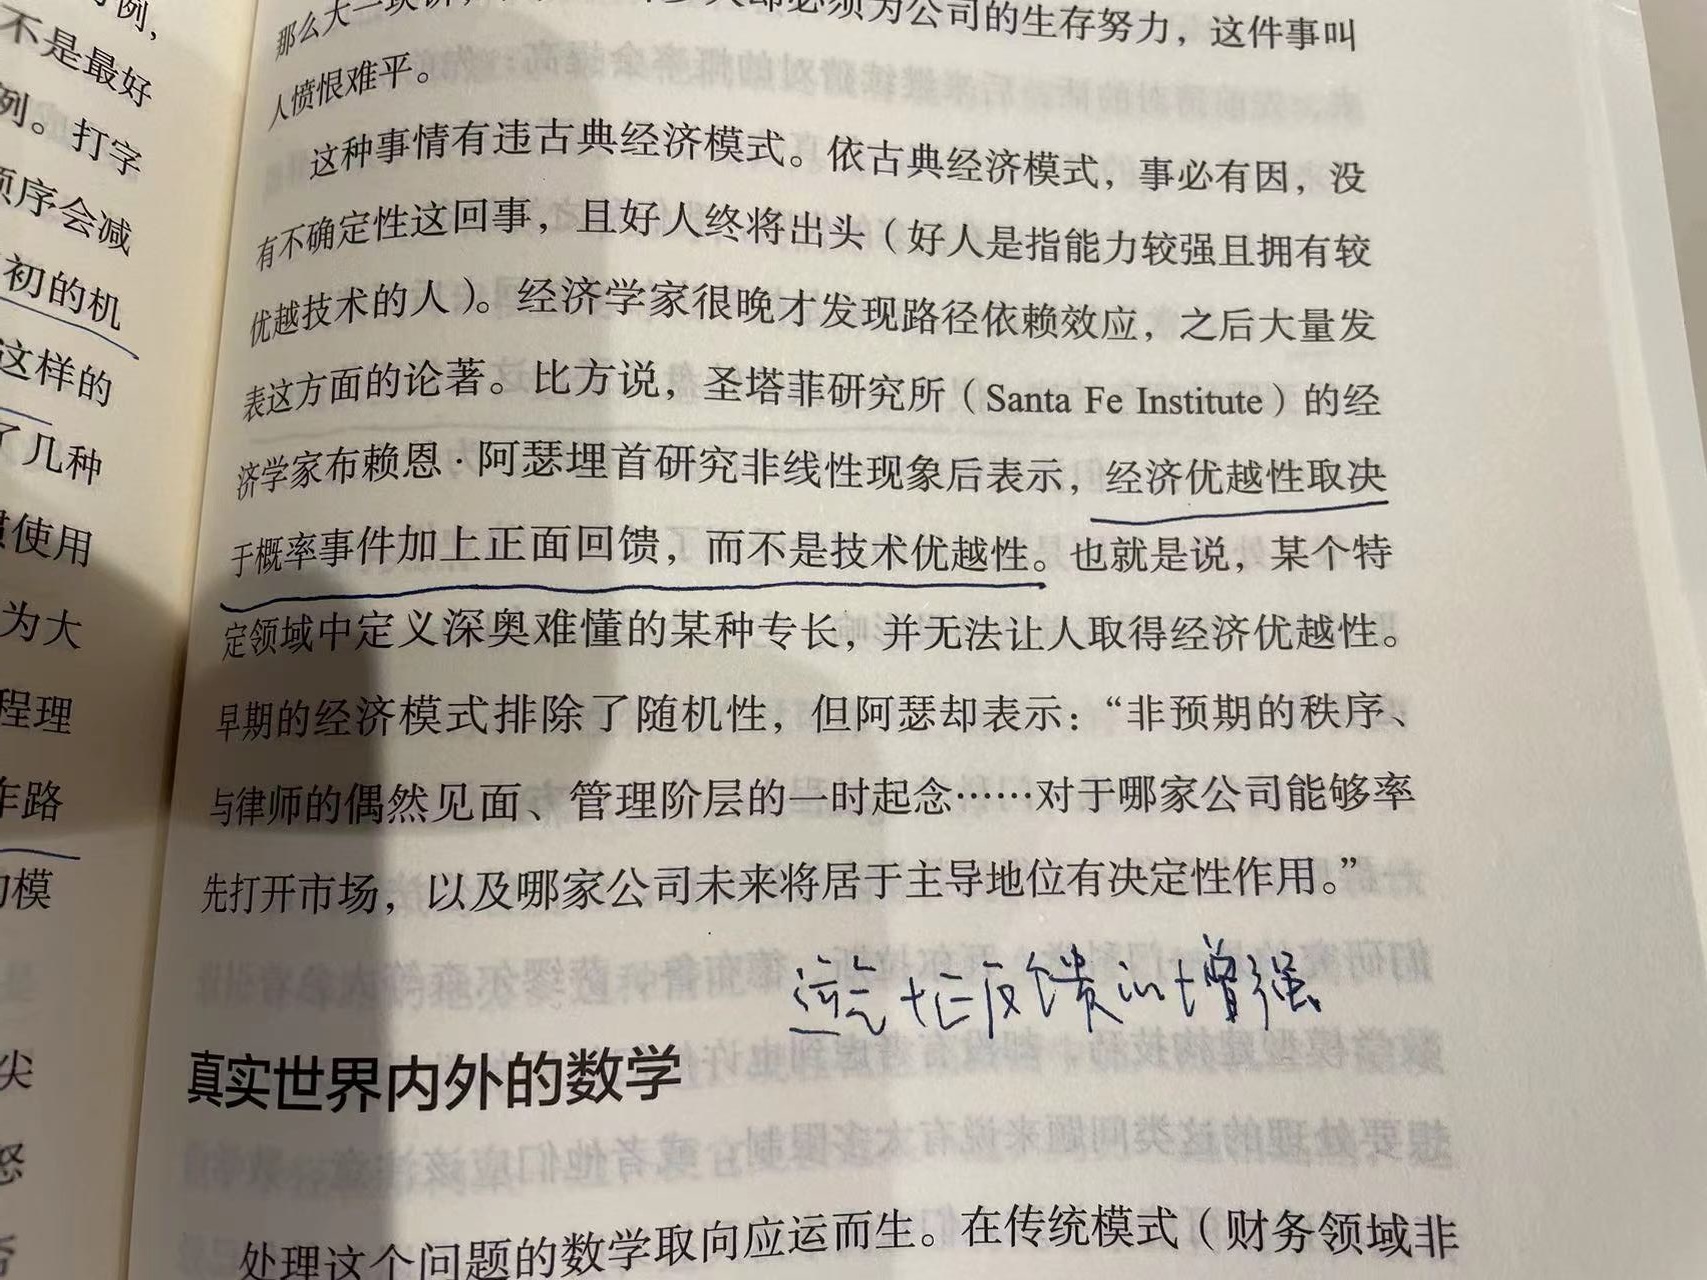 例,
不是最好
例。打字
顺序会减
初的机
这样的
了几种
使用
为大
程理
作路
的模
尖
怒
那么大一块
必须为公司的生存努力，这件事叫
人愤恨难平。
这种事情有违古典经济模式。依古典经济模式，事必有因，没
有不确定性这回事，且好人终将出头（好人是指能力较强且拥有较
优越技术的人）。经济学家很晚才发现路径依赖效应，之后大量发
表这方面的论著。比方说，圣塔菲研究所（Santa Fe Institute）的经
济学家布赖恩·阿瑟埋首研究非线性现象后表示，经济优越性取决
于概率事件加上正面回馈，而不是技术优越性。也就是说，某个特
定领域中定义深奥难懂的某种专长，并无法让人取得经济优越性。
早期的经济模式排除了随机性，但阿瑟却表示：“非预期的秩序、
与律师的偶然见面、管理阶层的一时起念……对于哪家公司能够率
先打开市场，以及哪家公司未来将居于主导地位有决定性作用。”
运气+正反馈的增强
真实世界内外的数学
处理这个问题的数学取向应运而生。在传统模式（财务领域非